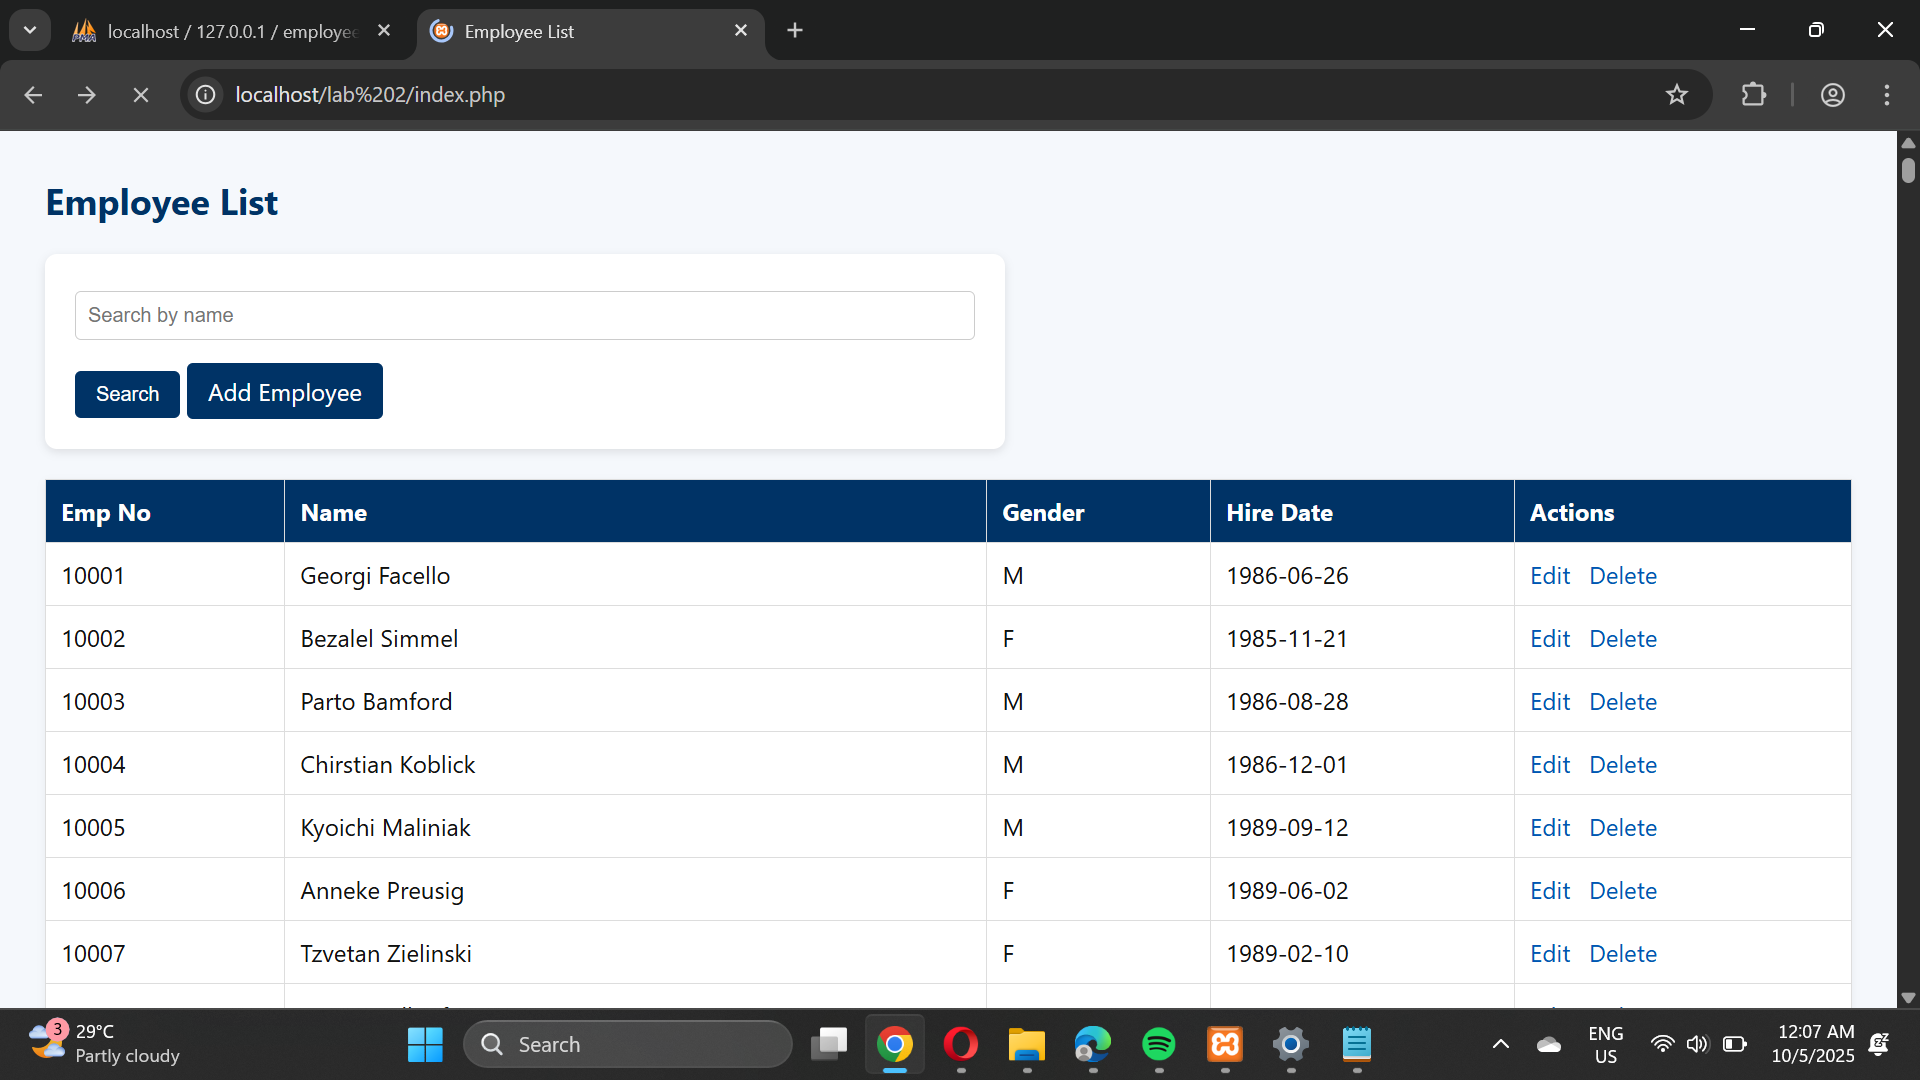 localhost / 127.0.0.1 / employee
Employee List
localhost/lab%202/index.php
Employee List
Search by name
Search
Add Employee
Emp No Name Gender Hire Date Actions
10001 Georgi Facello M 1986-06-26 Edit Delete
10002 Bezalel Simmel F 1985-11-21 Edit Delete
10003 Parto Bamford M 1986-08-28 Edit Delete
10004 Chirstian Koblick M 1986-12-01 Edit Delete
10005 Kyoichi Maliniak M 1989-09-12 Edit Delete
10006 Anneke Preusig F 1989-06-02 Edit Delete
10007 Tzvetan Zielinski F 1989-02-10 Edit Delete
3
29°C
Partly cloudy
Search
ENG
US
12:07 AM
10/5/2025